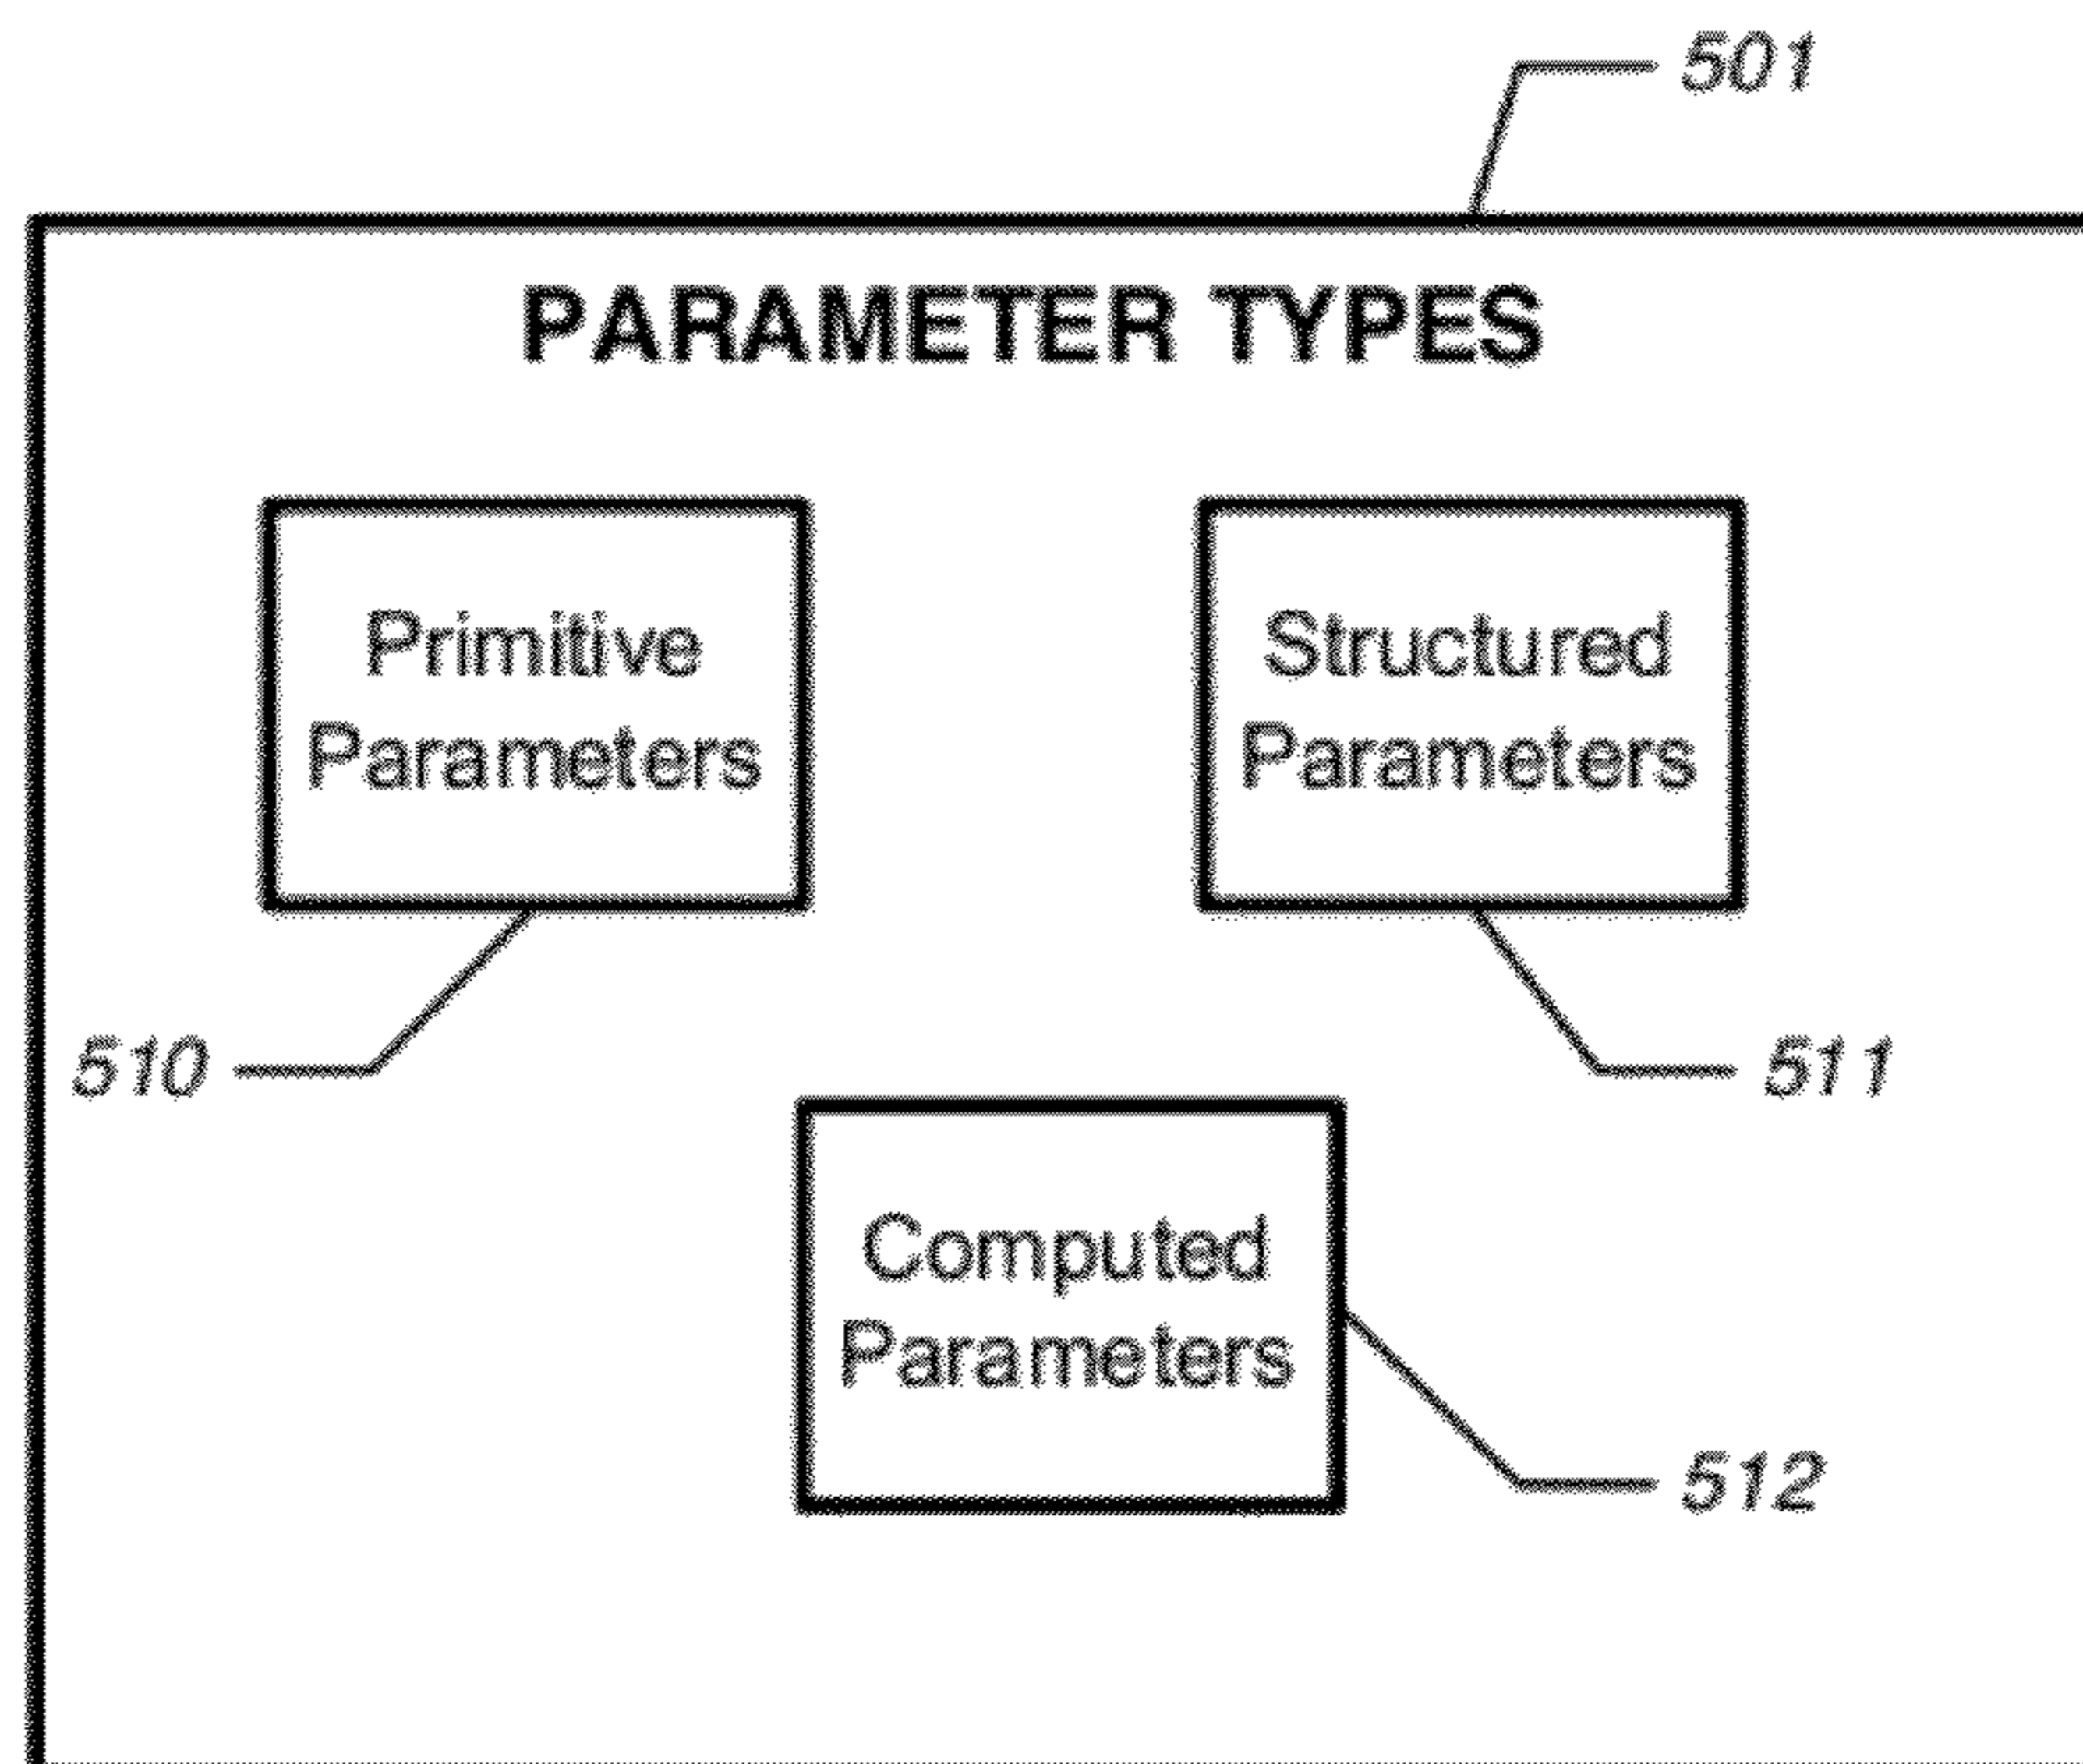 501
PARAMETER TYPES
Primitive
Parameters
Structured
Parameters
510
511
Computed
Parameters
512